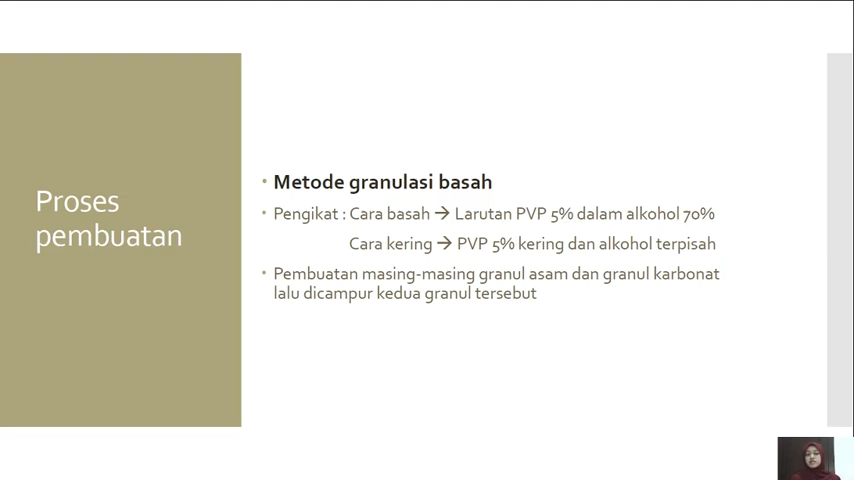 Proses
pembuatan
• Metode granulasi basah
• Pengikat : Cara basah → Larutan PVP 5% dalam alkohol 70%
Cara kering → PVP 5% kering dan alkohol terpisah
• Pembuatan masing-masing granul asam dan granul karbonat
lalu dicampur kedua granul tersebut